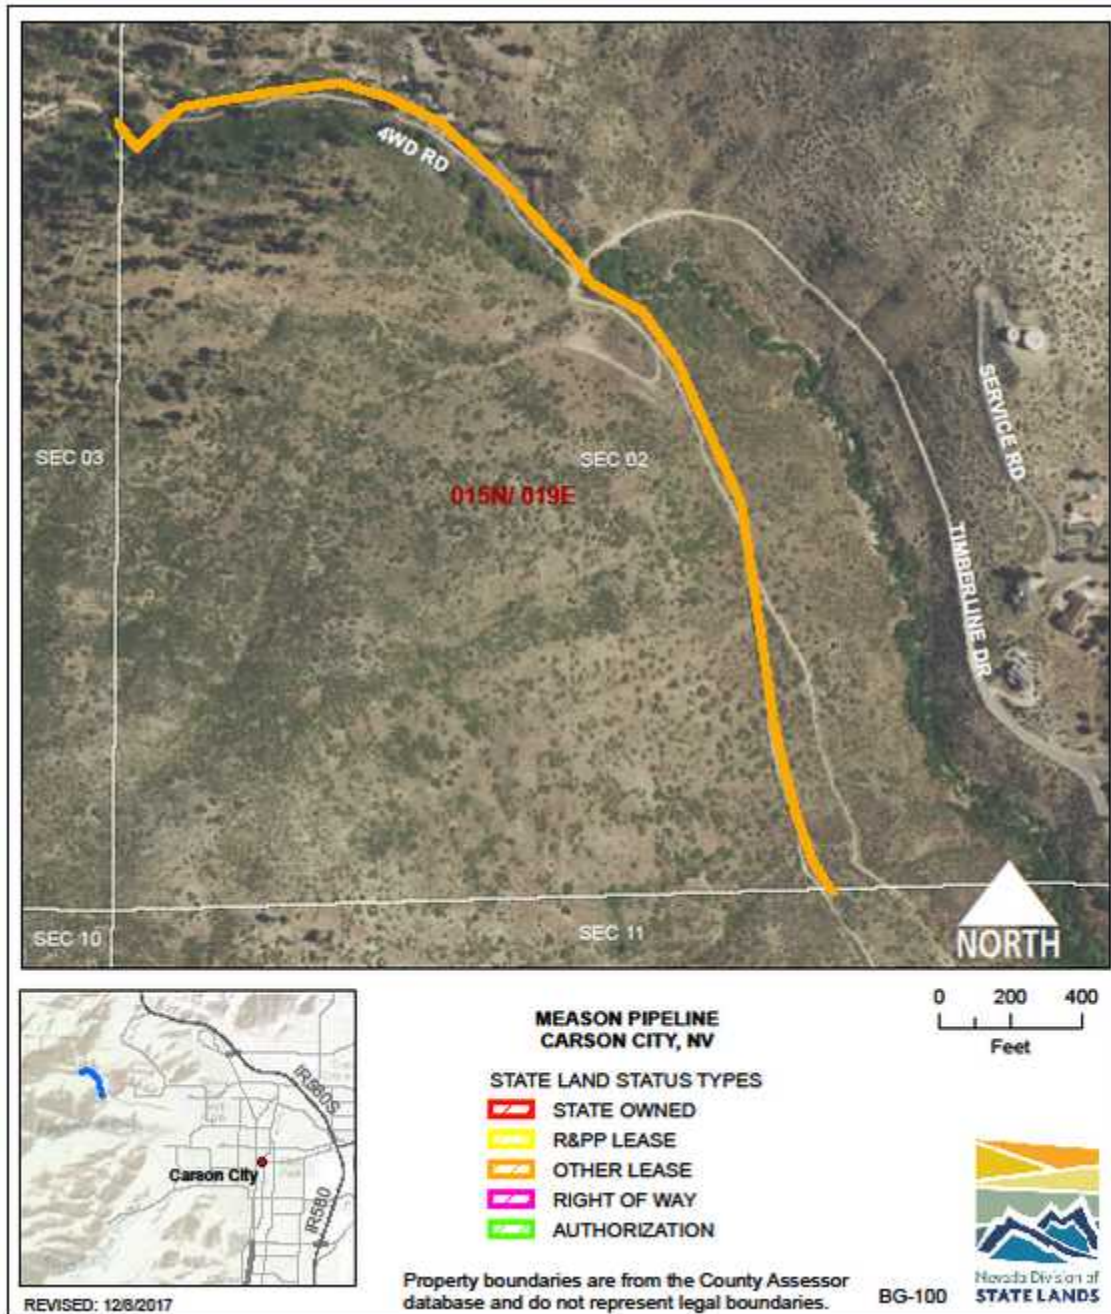 4WD RD
SERVICE RD
SEC 03
SEC 02
015N/ 019E
TIMBERLINE DR
SEC 10
SEC 11
NORTH
IR580S
Carson City
IR580
REVISED: 12/6/2017
MEASON PIPELINE
CARSON CITY, NV
STATE LAND STATUS TYPES
STATE OWNED
R&PP LEASE
OTHER LEASE
RIGHT OF WAY
AUTHORIZATION
Property boundaries are from the County Assessor
database and do not represent legal boundaries.
0 200 400
Feet
BG-100
Nevada Division of
STATE LANDS